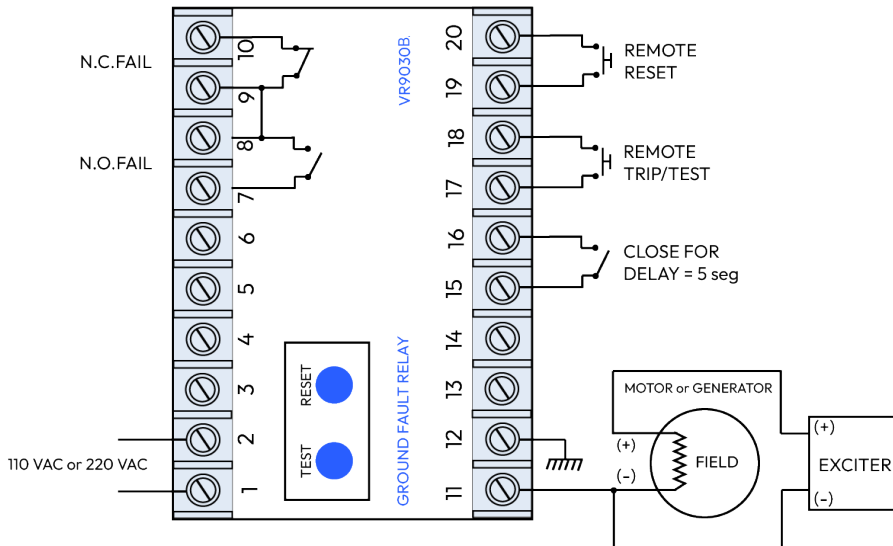 N.C.FAIL
N.O.FAIL
110 VAC or 220 VAC
10
9
8
7
6
5
4
3
2
1
RESET
TEST
VR9030B.
GROUND FAULT RELAY
20
19
18
17
16
15
14
13
12
11
REMOTE
RESET
REMOTE
TRIP/TEST
CLOSE FOR
DELAY = 5 seg
MOTOR or GENERATOR
(+)
(-)
FIELD
(+)
EXCITER
(-)